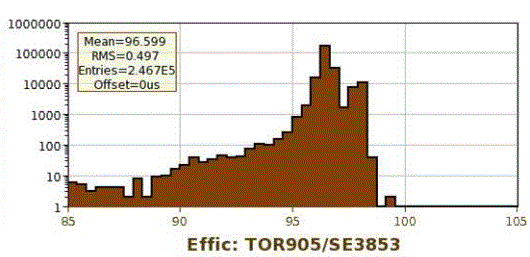 1000000
100000
10000
1000
100
10
1
Mean=96.599
RMS=0.497
Entries=2.467E5
Offset=0us
85 90 95 100 105
Effic: TOR905/SE3853